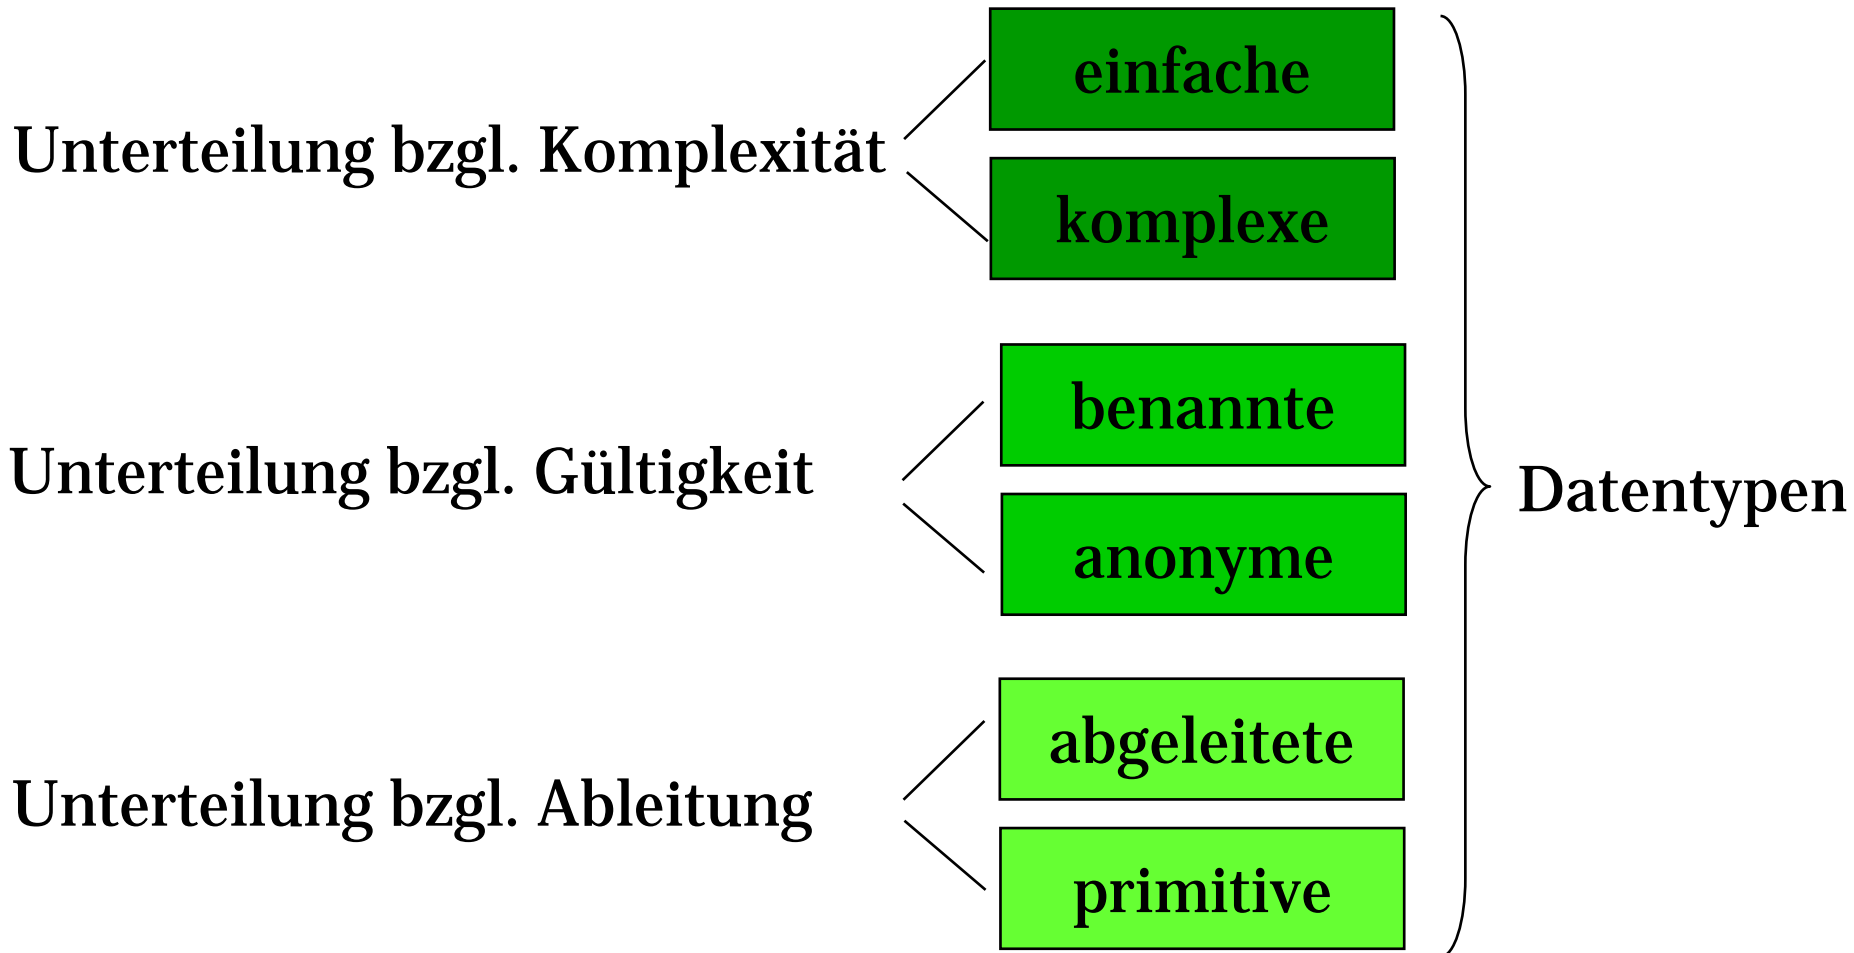 Unterteilung bzgl. Komplexität
einfache
komplexe
Unterteilung bzgl. Gültigkeit
benannte
anonyme
Unterteilung bzgl. Ableitung
abgeleitete
primitive
Datentypen